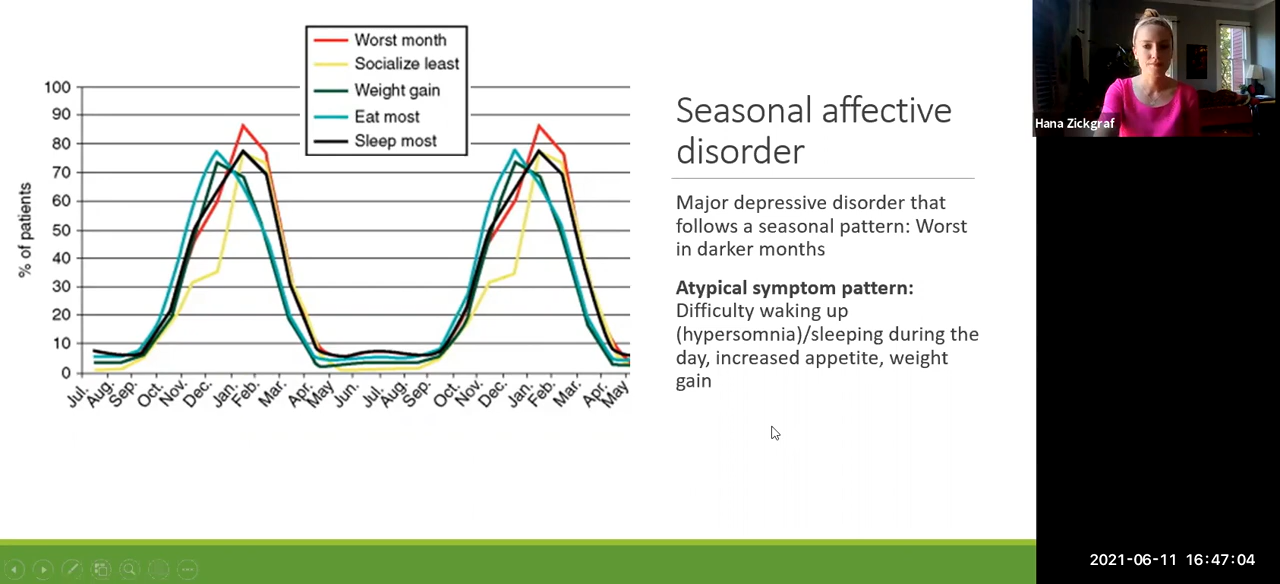 Worst month
Socialize least
Weight gain
Eat most
Sleep most
100
90
80
70
60
50
40
30
20
10
0
% of patients
Jul. Aug. Sep. Oct. Nov. Dec. Jan. Feb. Mar. Apr. May Jun. Jul. Aug. Sep. Oct. Nov. Dec. Jan. Feb. Mar. Apr. May
Seasonal affective
disorder
Major depressive disorder that
follows a seasonal pattern: Worst
in darker months
Atypical symptom pattern:
Difficulty waking up
(hypersomnia)/sleeping during the
day, increased appetite, weight
gain
Hana Zickgraf
2021-06-11 16:47:04